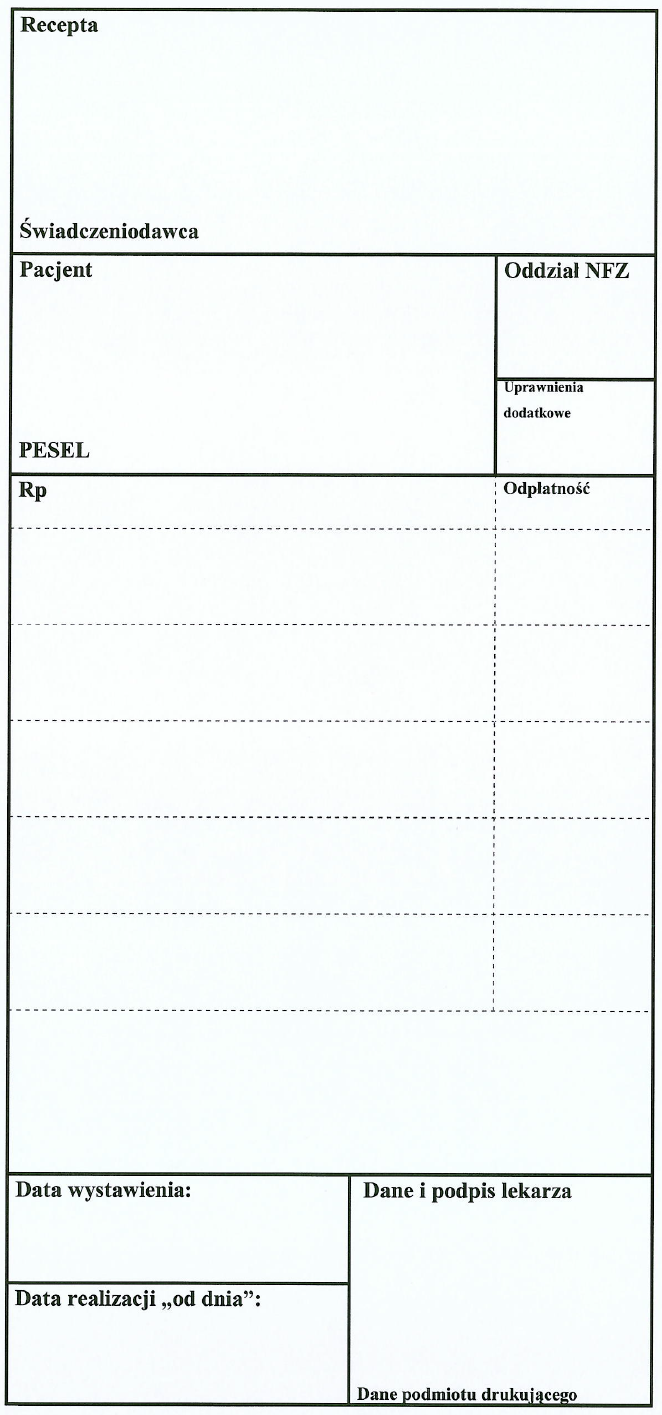 Recepta
Świadczeniodawca
Pacjent
Oddział NFZ
Uprawnienia
dodatkowe
PESEL
Rp
Odpłatność
Data wystawienia:
Dane i podpis lekarza
Data realizacji „od dnia”:
Dane podmiotu drukującego